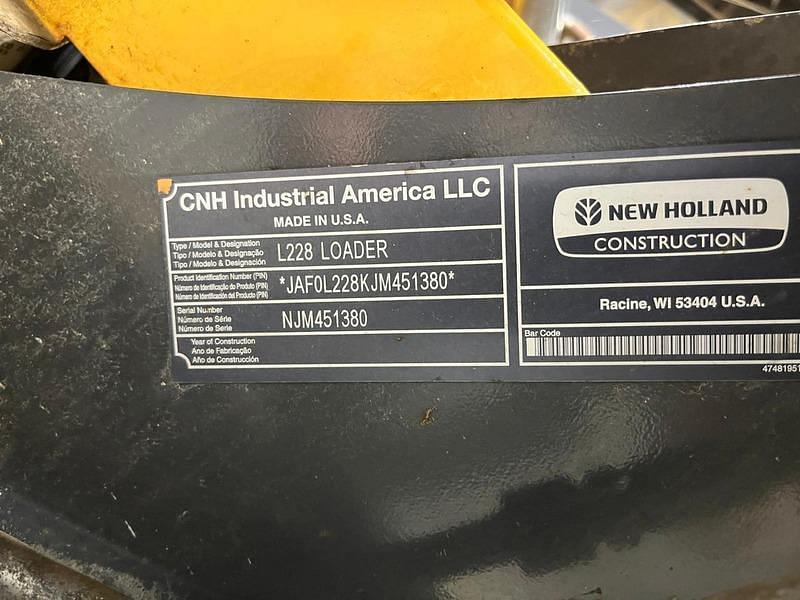 CNH Industrial America LLC
MADE IN U.S.A.
Type / Model & Designation
Tipo / Modelo & Designação
Tipo / Modelo & Designación
L228 LOADER
Product Identification Number (PIN)
Número de Identificação do Produto (PIN)
Número de Identificación del Producto (PIN)
*JAF0L228KJM451380*
Serial Number
Número de Série
Número de Serie
NJM451380
Year of Construction
Ano de Fabricação
Año de Construcción
NEW HOLLAND
CONSTRUCTION
Racine, WI 53404 U.S.A.
Bar Code
47481951